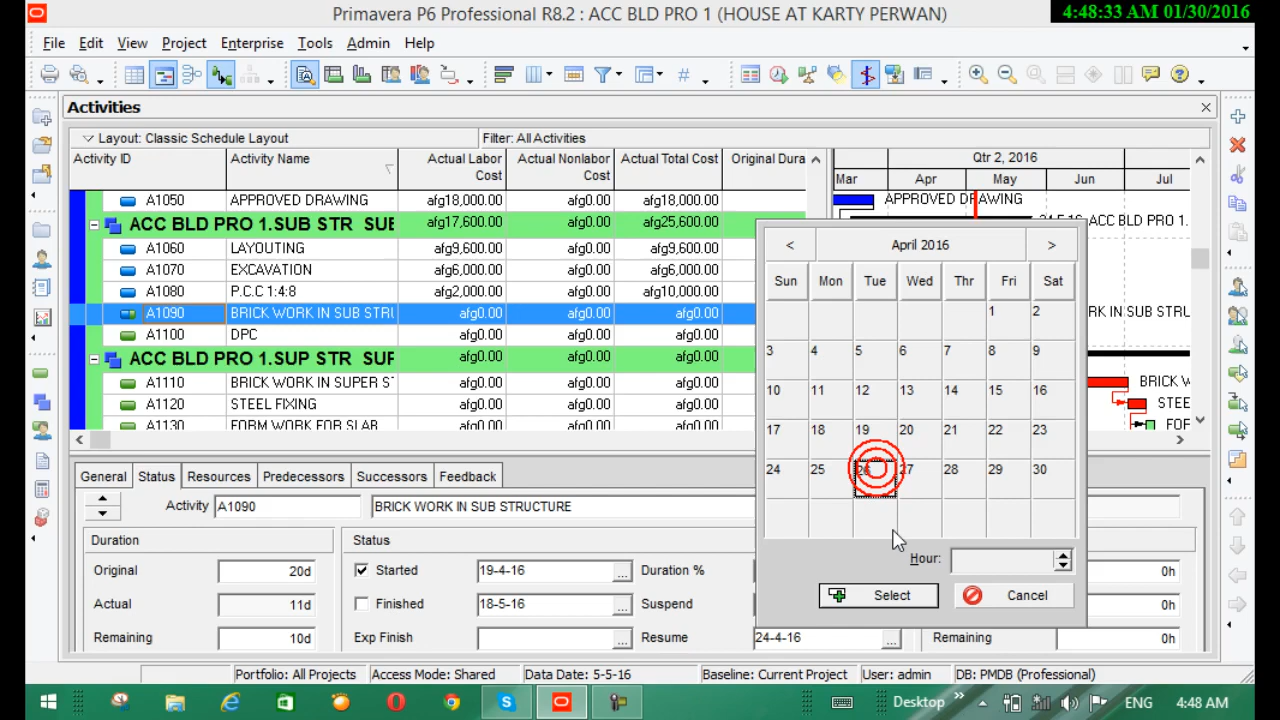 Primavera P6 Professional R8.2 : ACC BLD PRO 1 (HOUSE AT KARTY PERWAN)
4:48:33 AM 01/30/2016
File Edit View Project Enterprise Tools Admin Help
Activities
Layout: Classic Schedule Layout Filter: All Activities
Activity ID Activity Name Actual Labor Cost Actual Nonlabor Cost Actual Total Cost Original Dura
Qtr 2, 2016
Mar Apr May Jun Jul
A1050 APPROVED DRAWING afg18,000.00 afg0.00 afg18,000.00 APPROVED DRAWING
ACC BLD PRO 1.SUB STR SUE afg17,600.00 afg0.00 afg25,600.00 ACC BLD PRO 1.
A1060 LAYOUTING afg9,600.00 afg0.00 afg9,600.00
A1070 EXCAVATION afg6,000.00 afg0.00 afg6,000.00
A1080 P.C.C 1:4:8 afg2,000.00 afg0.00 afg10,000.00
A1090 BRICK WORK IN SUB STRU afg0.00 afg0.00 afg0.00 RK IN SUB STRU
A1100 DPC afg0.00 afg0.00 afg0.00
ACC BLD PRO 1.SUP STR SUF afg0.00 afg0.00 afg0.00
A1110 BRICK WORK IN SUPER S afg0.00 afg0.00 afg0.00 BRICK W
A1120 STEEL FIXING afg0.00 afg0.00 afg0.00 STEE
A1130 FORM WORK FOR SLAB afg0.00 afg0.00 afg0.00 FOF
< April 2016 >
Sun Mon Tue Wed Thr Fri Sat
1 2
3 4 5 6 7 8 9
10 11 12 13 14 15 16
17 18 19 20 21 22 23
24 25 26 27 28 29 30
Hour:
Select Cancel
General Status Resources Predecessors Successors Feedback
Activity A1090 BRICK WORK IN SUB STRUCTURE
Duration Status
Original 20d Started 19-4-16 Duration % 0h
Actual 11d Finished 18-5-16 Suspend 0h
Remaining 10d Exp Finish Resume 24-4-16 Remaining 0h
Portfolio: All Projects Access Mode: Shared Data Date: 5-5-16 Baseline: Current Project User: admin DB: PMDB (Professional)
Desktop ENG 4:48 AM